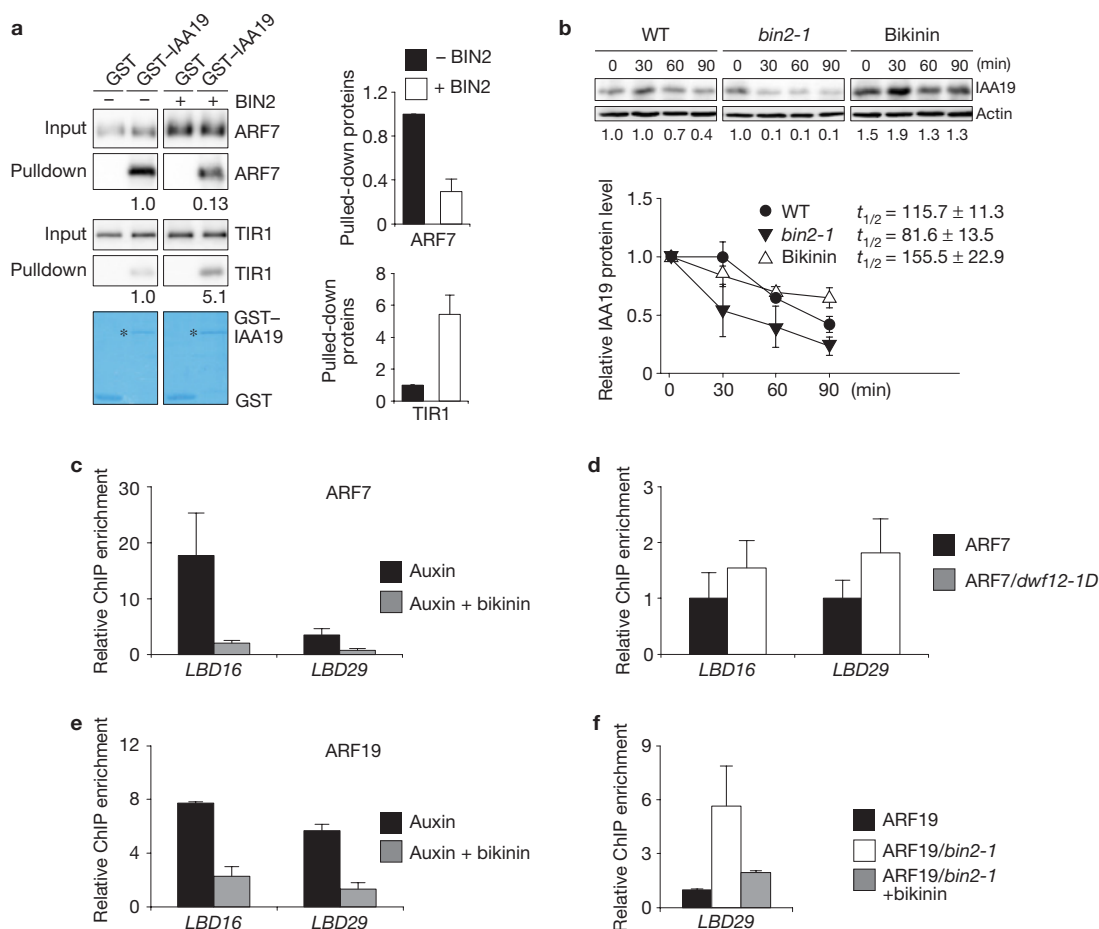 a
GST
GST–IAA19
GST
GST–IAA19
– – + + BIN2
Input ARF7
Pulldown ARF7
1.0 0.13
Input TIR1
Pulldown TIR1
1.0 5.1
* * GST–
IAA19
GST
– BIN2
+ BIN2
Pulled-down proteins
1.2
0.8
0.4
0
ARF7
Pulled-down
proteins
8
6
4
2
0
TIR1
b
WT bin2-1 Bikinin
0 30 60 90 0 30 60 90 0 30 60 90 (min)
IAA19
Actin
1.0 1.0 0.7 0.4 1.0 0.1 0.1 0.1 1.5 1.9 1.3 1.3
Relative IAA19 protein level
1.5
1.0
0.5
0
WT t1/2 = 115.7 ± 11.3
bin2-1 t1/2 = 81.6 ± 13.5
Bikinin t1/2 = 155.5 ± 22.9
0 30 60 90 (min)
c
Relative ChIP enrichment
30
20
10
0
ARF7
Auxin
Auxin + bikinin
LBD16 LBD29
d
Relative ChIP enrichment
3
2
1
0
ARF7
ARF7/dwf12-1D
LBD16 LBD29
e
Relative ChIP enrichment
12
8
4
0
ARF19
Auxin
Auxin + bikinin
LBD16 LBD29
f
Relative ChIP enrichment
9
6
3
0
ARF19
ARF19/bin2-1
ARF19/bin2-1
+bikinin
LBD29